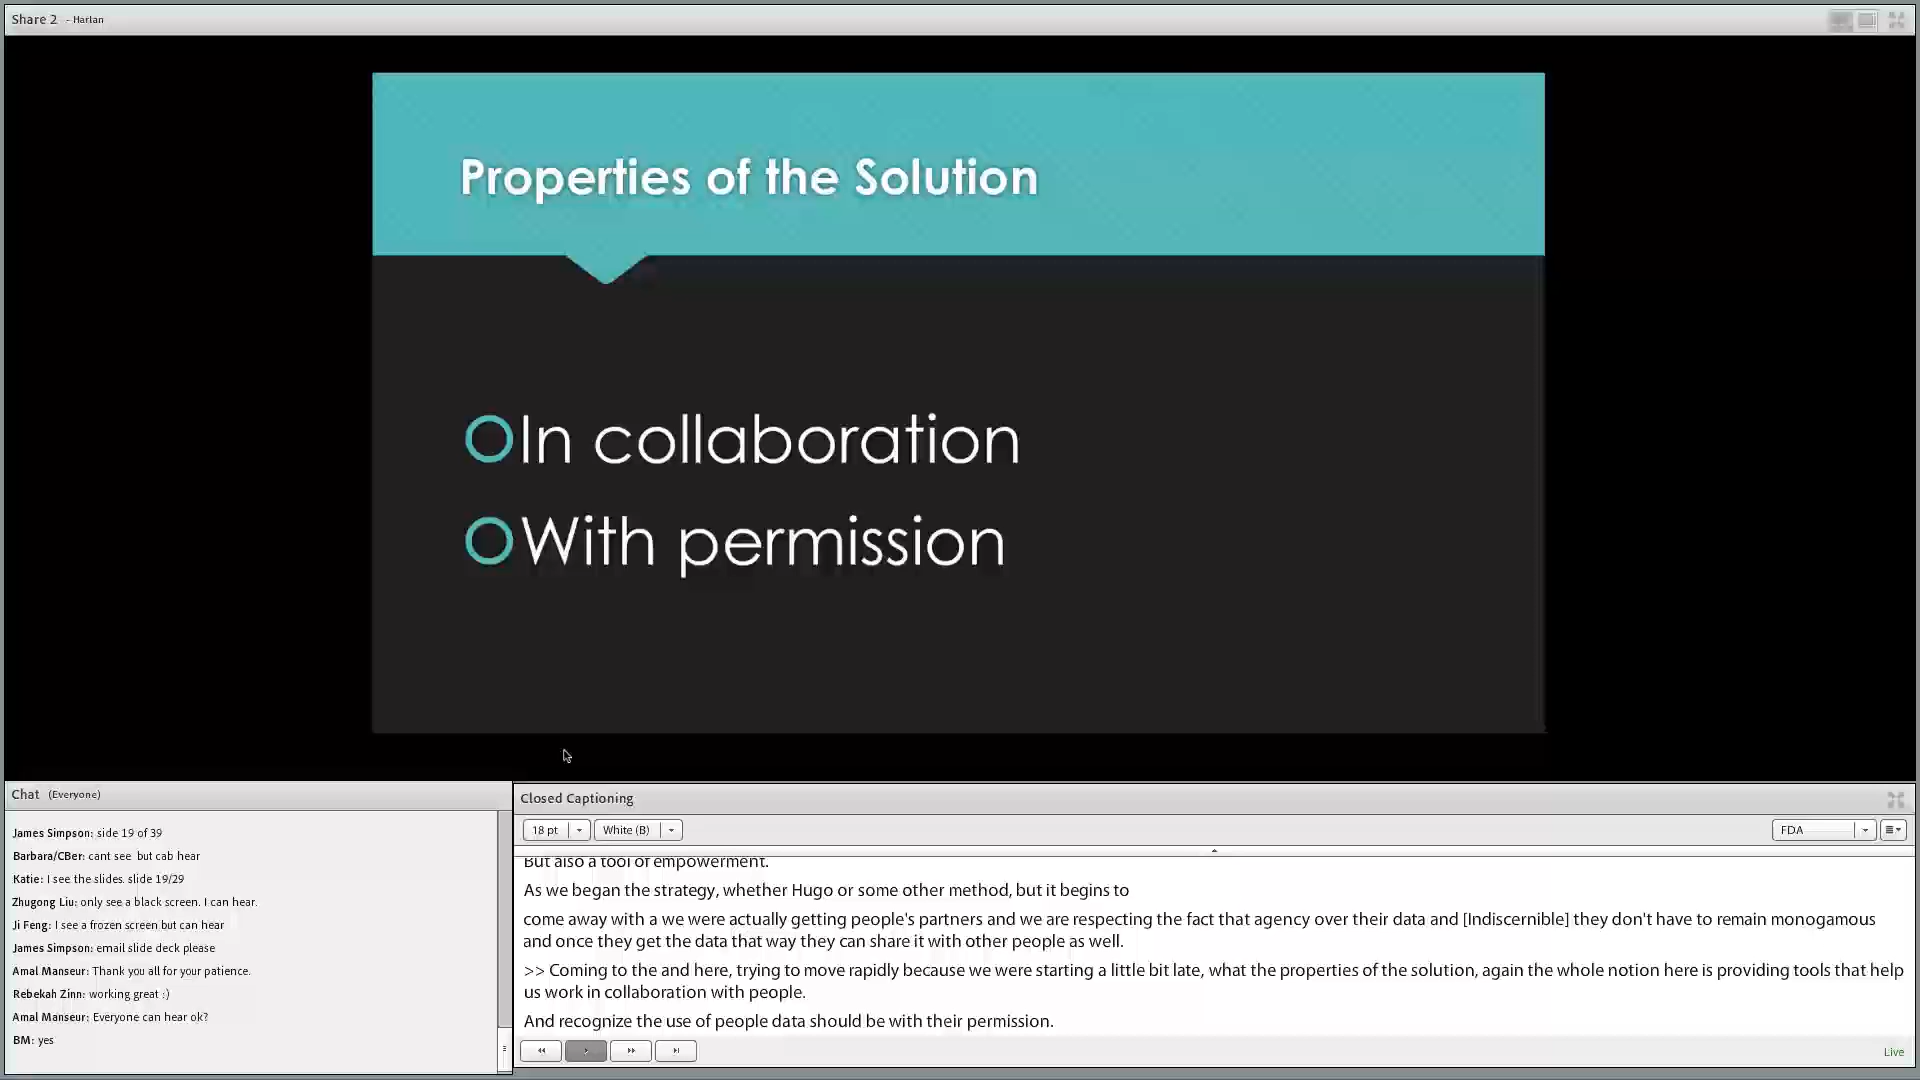 Share 2 - Harlan
Properties of the Solution
In collaboration
With permission
Chat (Everyone)
James Simpson: side 19 of 39
Barbara/CBer: cant see but cab hear
Katie: I see the slides. slide 19/29
Zhugong Liu: only see a black screen. I can hear.
Ji Feng: I see a frozen screen but can hear
James Simpson: email slide deck please
Amal Manseur: Thank you all for your patience.
Rebekah Zinn: working great :)
Amal Manseur: Everyone can hear ok?
BM: yes
Closed Captioning
18 pt White (B) FDA
But also a tool of empowerment.
As we began the strategy, whether Hugo or some other method, but it begins to
come away with a we were actually getting people's partners and we are respecting the fact that agency over their data and [Indiscernible] they don't have to remain monogamous
and once they get the data that way they can share it with other people as well.
>> Coming to the and here, trying to move rapidly because we were starting a little bit late, what the properties of the solution, again the whole notion here is providing tools that help
us work in collaboration with people.
And recognize the use of people data should be with their permission.
Live